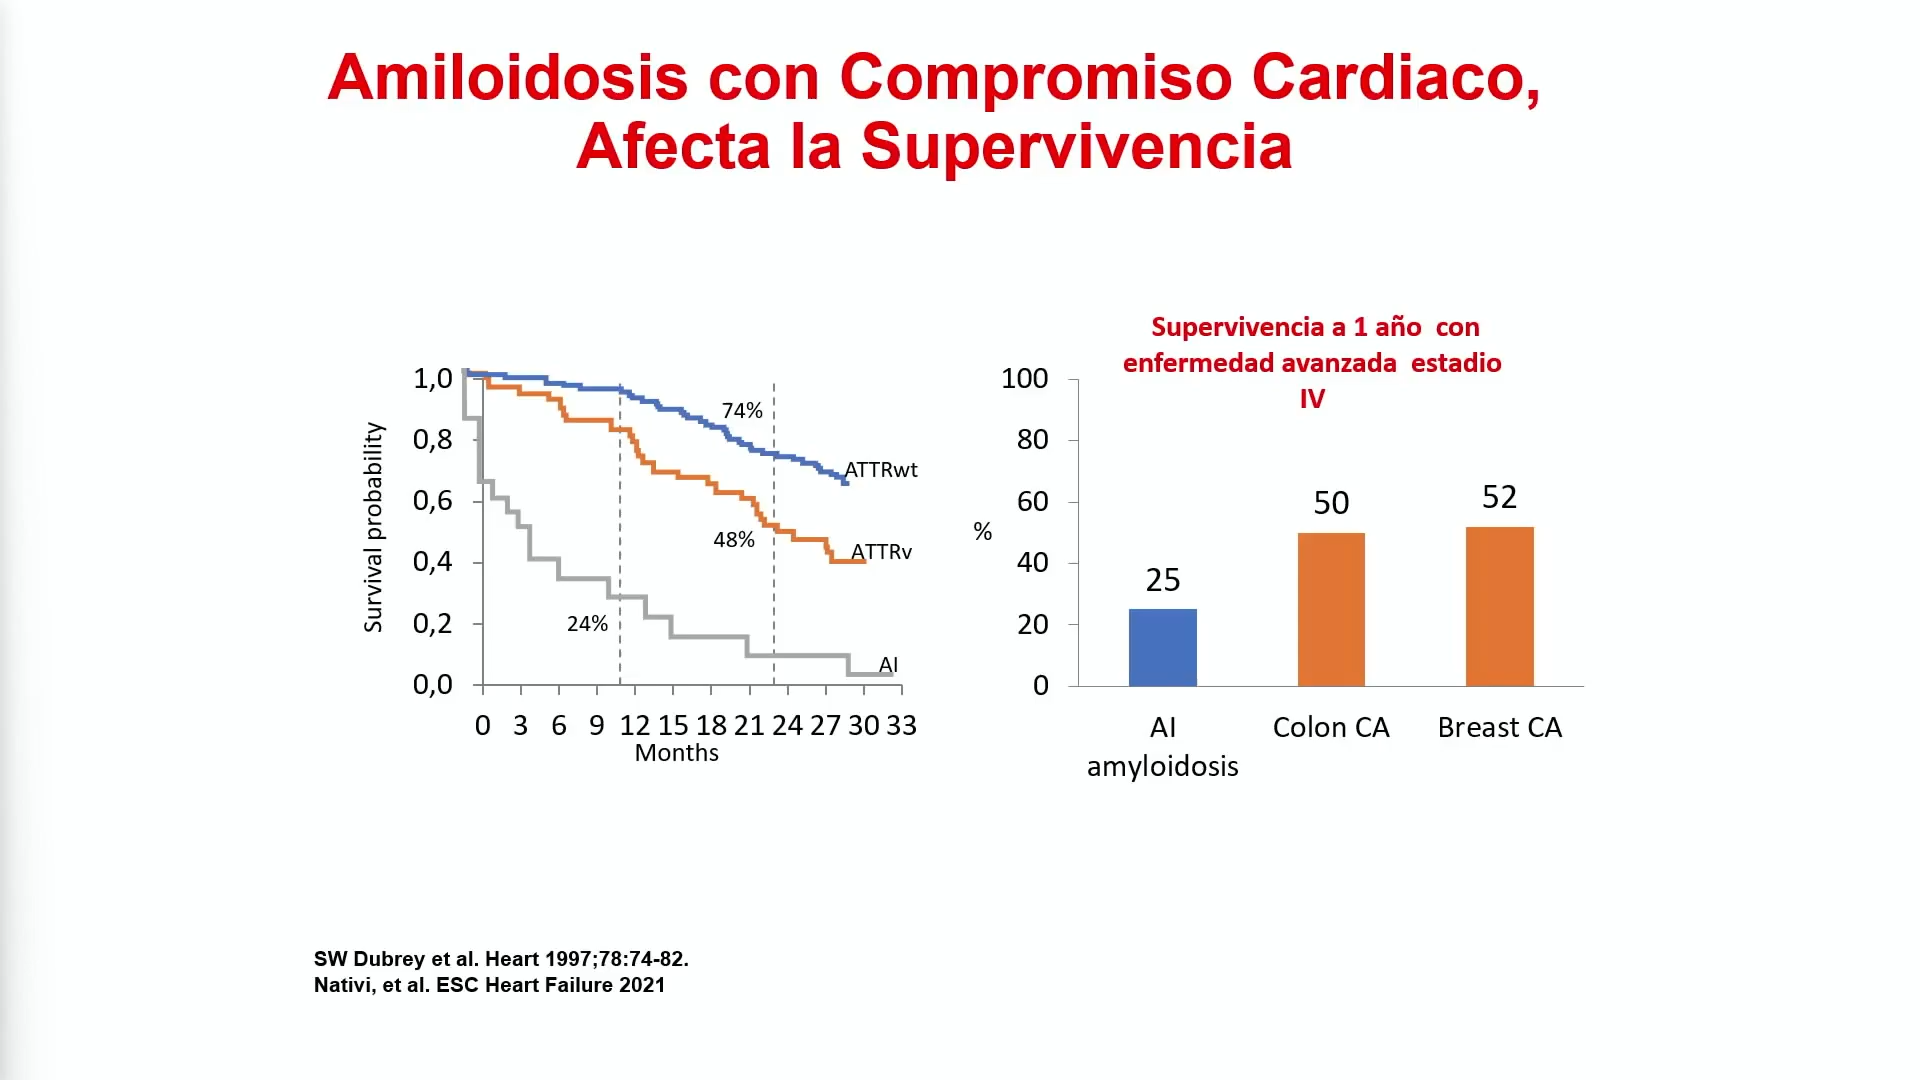 Amiloidosis con Compromiso Cardiaco,
Afecta la Supervivencia
Survival probability
1,0
0,8
0,6
0,4
0,2
0,0
74%
48%
24%
ATTRwt
ATTRv
AI
0 3 6 9 12 15 18 21 24 27 30 33
Months
Supervivencia a 1 año con
enfermedad avanzada estadio
IV
%
100
80
60
40
20
0
25
50
52
AI
amyloidosis
Colon CA
Breast CA
SW Dubrey et al. Heart 1997;78:74-82.
Nativi, et al. ESC Heart Failure 2021